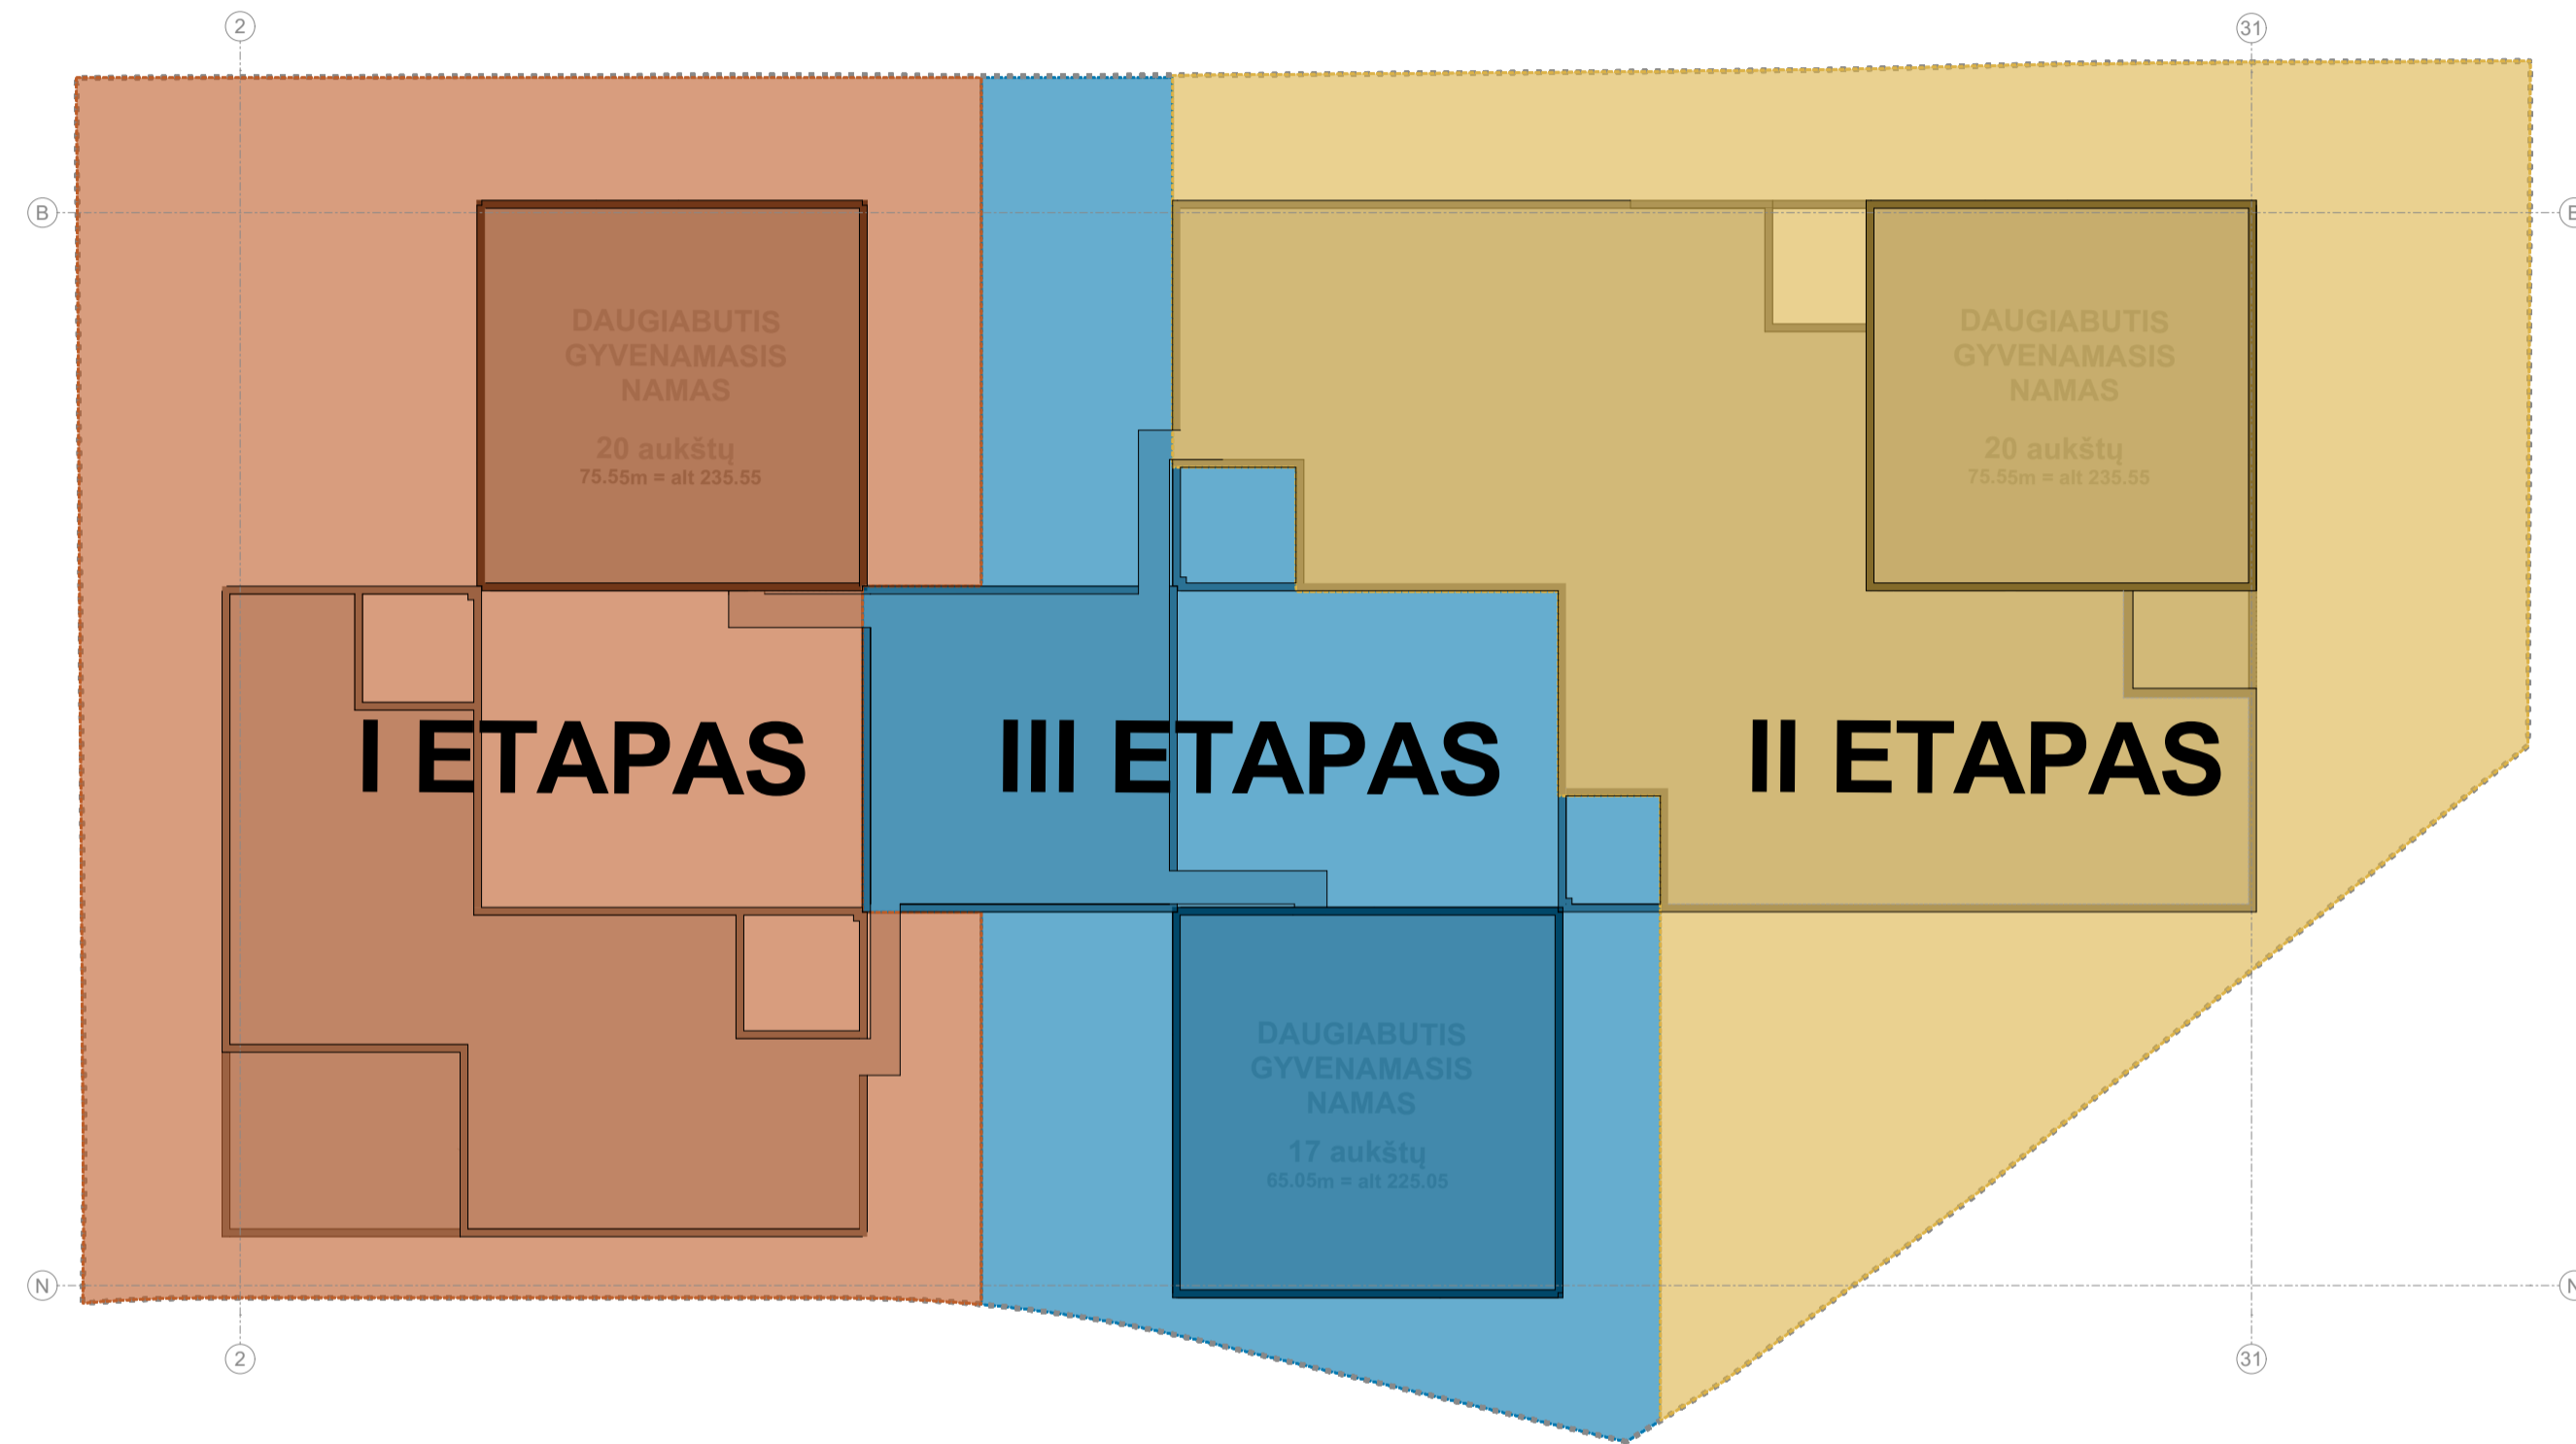 2
31
B
DAUGIABUTIS
GYVENAMASIS
NAMAS
20 aukštų
75.55m = alt 235.55
DAUGIABUTIS
GYVENAMASIS
NAMAS
20 aukštų
75.55m = alt 235.55
I ETAPAS
III ETAPAS
II ETAPAS
DAUGIABUTIS
GYVENAMASIS
NAMAS
17 aukštų
65.05m = alt 225.05
N
N
2
31